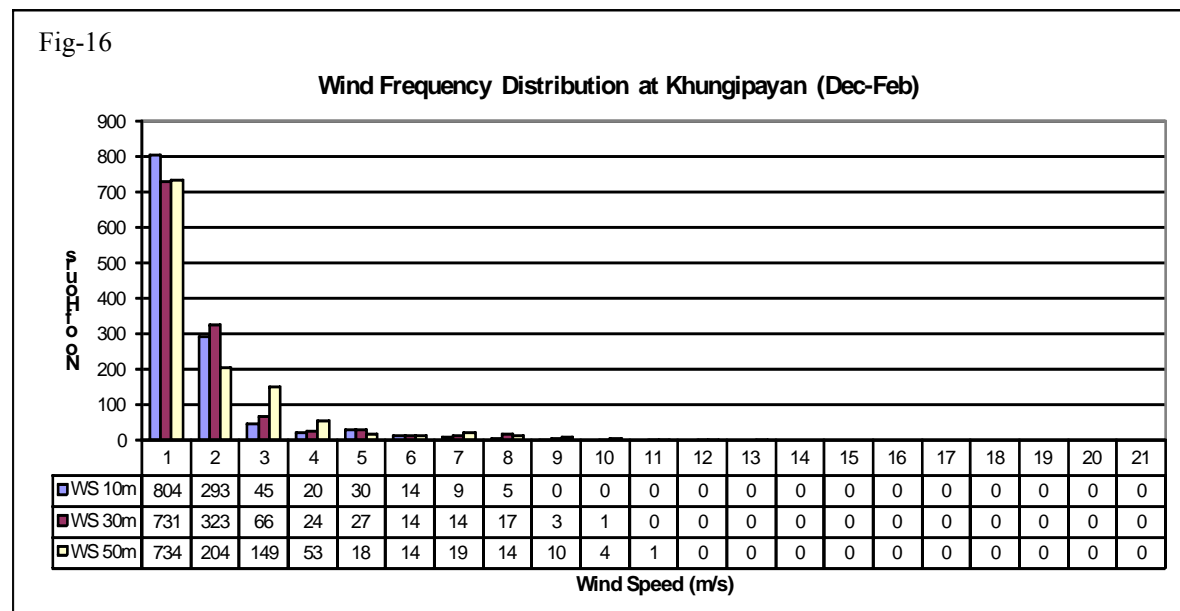 Fig-16
Wind Frequency Distribution at Khungipayan (Dec-Feb)
No of Hours
900
800
700
600
500
400
300
200
100
0
1 2 3 4 5 6 7 8 9 10 11 12 13 14 15 16 17 18 19 20 21
WS 10m 804 293 45 20 30 14 9 5 0 0 0 0 0 0 0 0 0 0 0 0 0
WS 30m 731 323 66 24 27 14 14 17 3 1 0 0 0 0 0 0 0 0 0 0 0
WS 50m 734 204 149 53 18 14 19 14 10 4 1 0 0 0 0 0 0 0 0 0 0
Wind Speed (m/s)